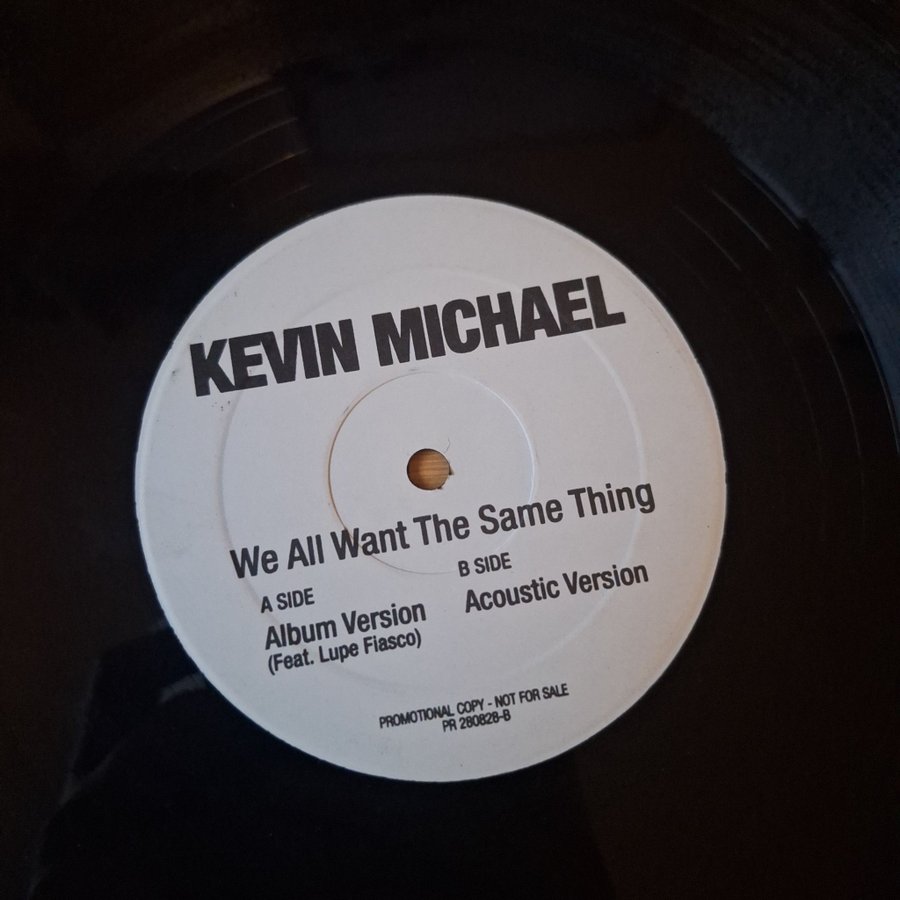 KEVIN MICHAEL
We All Want The Same Thing
A SIDE
Album Version
(Feat. Lupe Fiasco)
B SIDE
Acoustic Version
PROMOTIONAL COPY - NOT FOR SALE
PR 280828-B